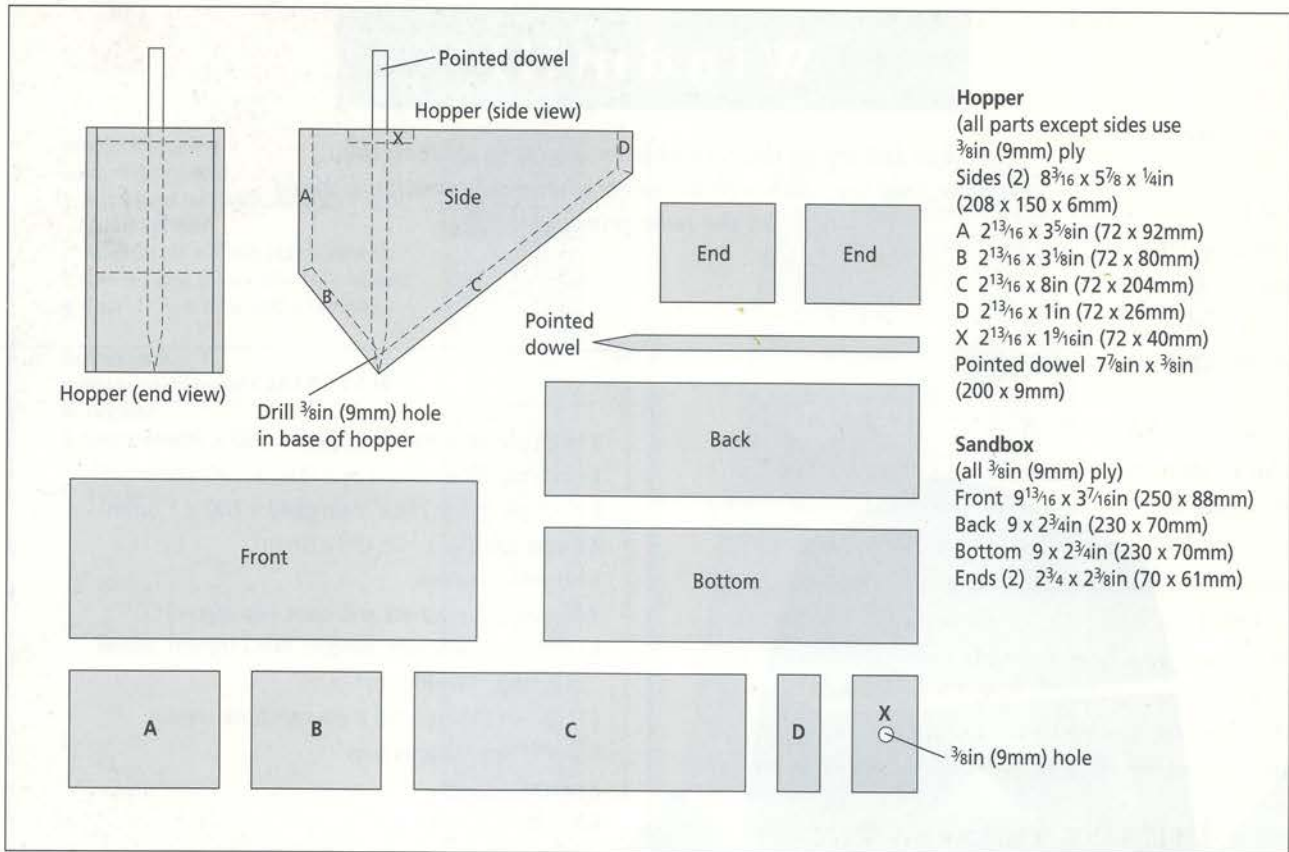 Pointed dowel
Hopper (side view)
X
D
A
Side
C
B
Hopper (end view)
Drill 3/8in (9mm) hole
in base of hopper
End
End
Pointed
dowel
Back
Front
Bottom
A
B
C
D
X
3/8in (9mm) hole
Hopper
(all parts except sides use
3/8in (9mm) ply
Sides (2) 8 3/16 x 5 7/8 x 1/4in
(208 x 150 x 6mm)
A 2 13/16 x 3 5/8in (72 x 92mm)
B 2 13/16 x 3 1/8in (72 x 80mm)
C 2 13/16 x 8in (72 x 204mm)
D 2 13/16 x 1in (72 x 26mm)
X 2 13/16 x 1 9/16in (72 x 40mm)
Pointed dowel 7 7/8in x 3/8in
(200 x 9mm)
Sandbox
(all 3/8in (9mm) ply)
Front 9 13/16 x 3 7/16in (250 x 88mm)
Back 9 x 2 3/4in (230 x 70mm)
Bottom 9 x 2 3/4in (230 x 70mm)
Ends (2) 2 3/4 x 2 3/8in (70 x 61mm)